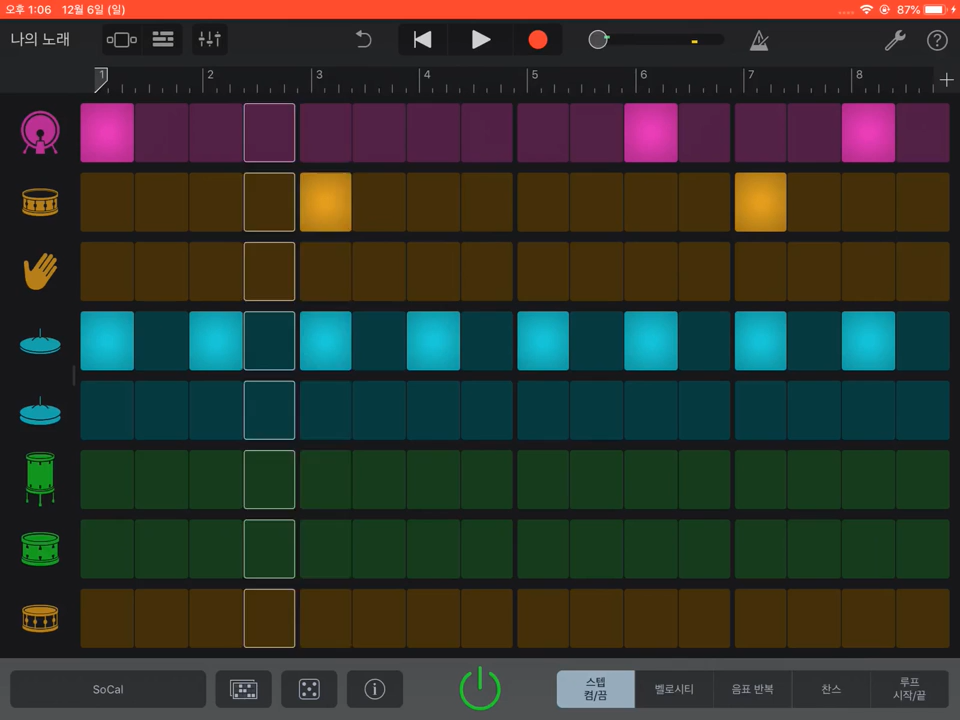 오후 1:06 12월 6일 (일) 87%
나의 노래
1 2 3 4 5 6 7 8
SoCal
스텝
켬/끔
벨로시티
음표 반복
찬스
루프
시작/끝